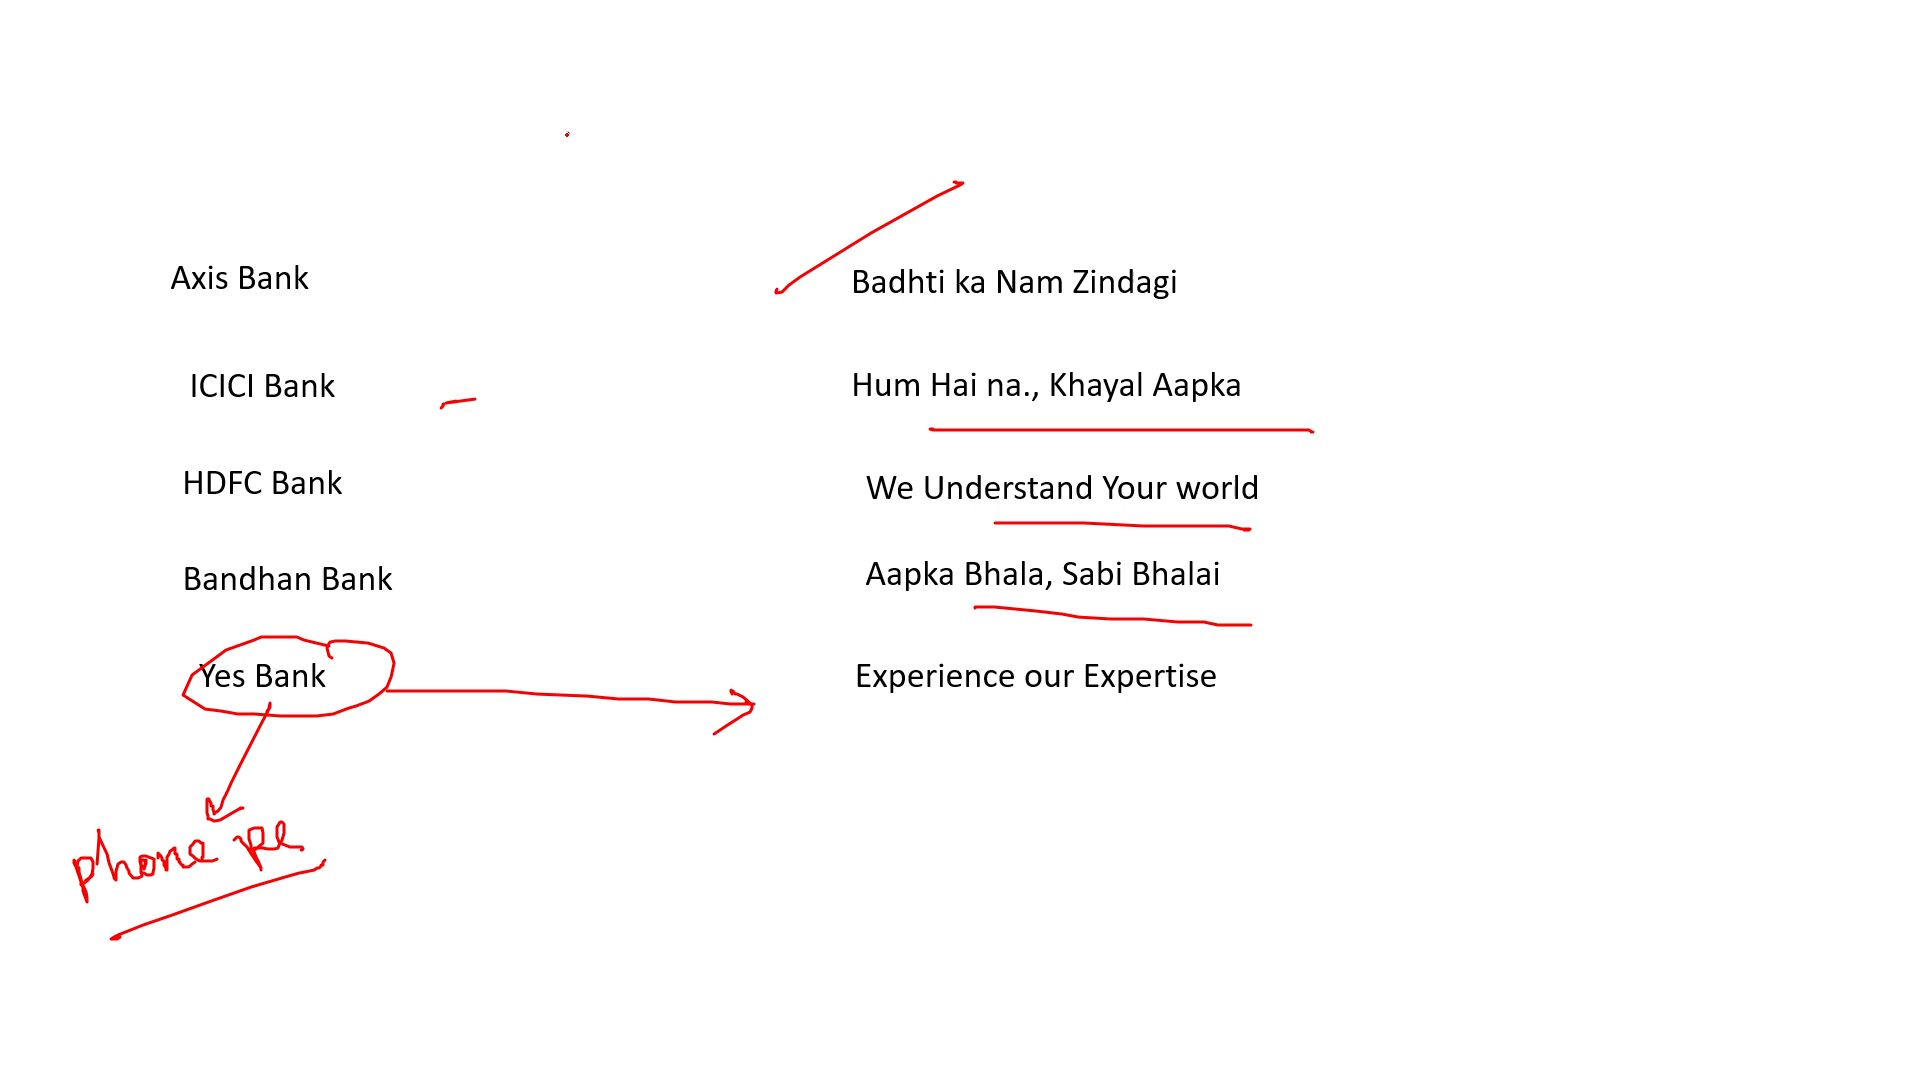 Axis Bank Badhti ka Nam Zindagi
ICICI Bank Hum Hai na., Khayal Aapka
HDFC Bank We Understand Your world
Bandhan Bank Aapka Bhala, Sabi Bhalai
Yes Bank Experience our Expertise
phone pe